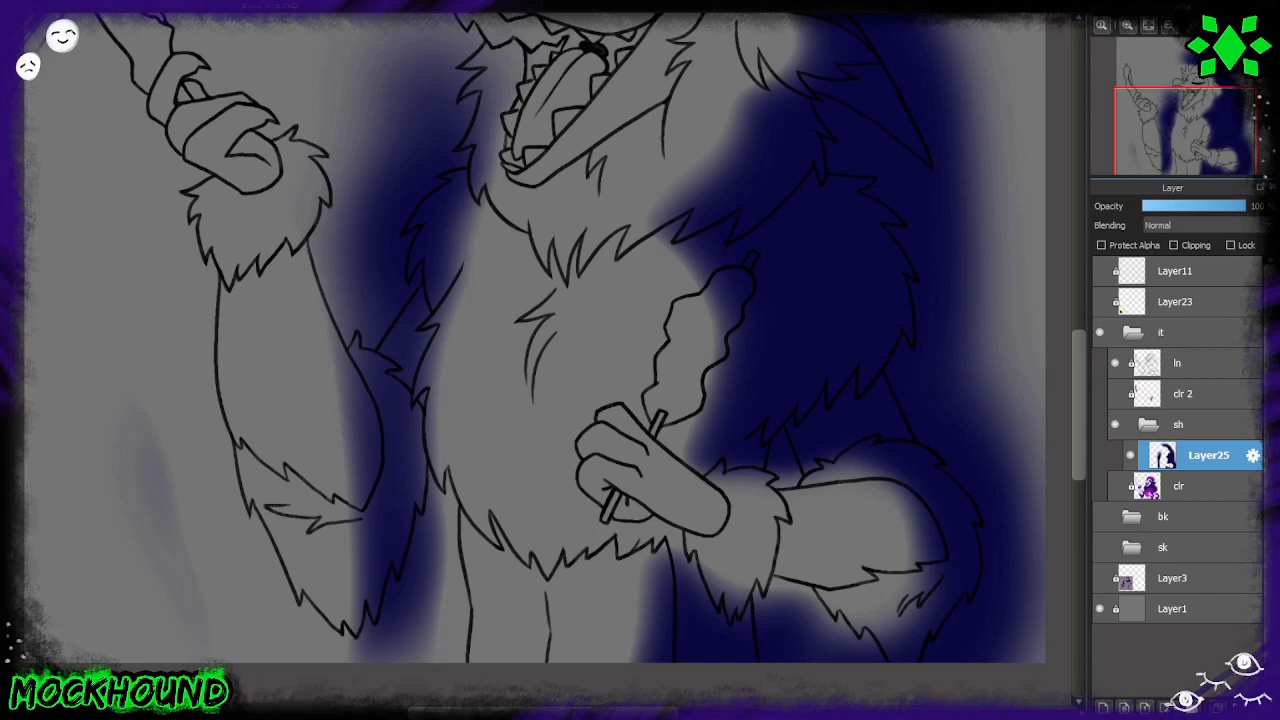 Layer
Opacity 100
Blending Normal
Protect Alpha Clipping Lock
Layer11
Layer23
it
ln
clr 2
sh
Layer25
clr
bk
sk
Layer3
Layer1
MOCKHOUND